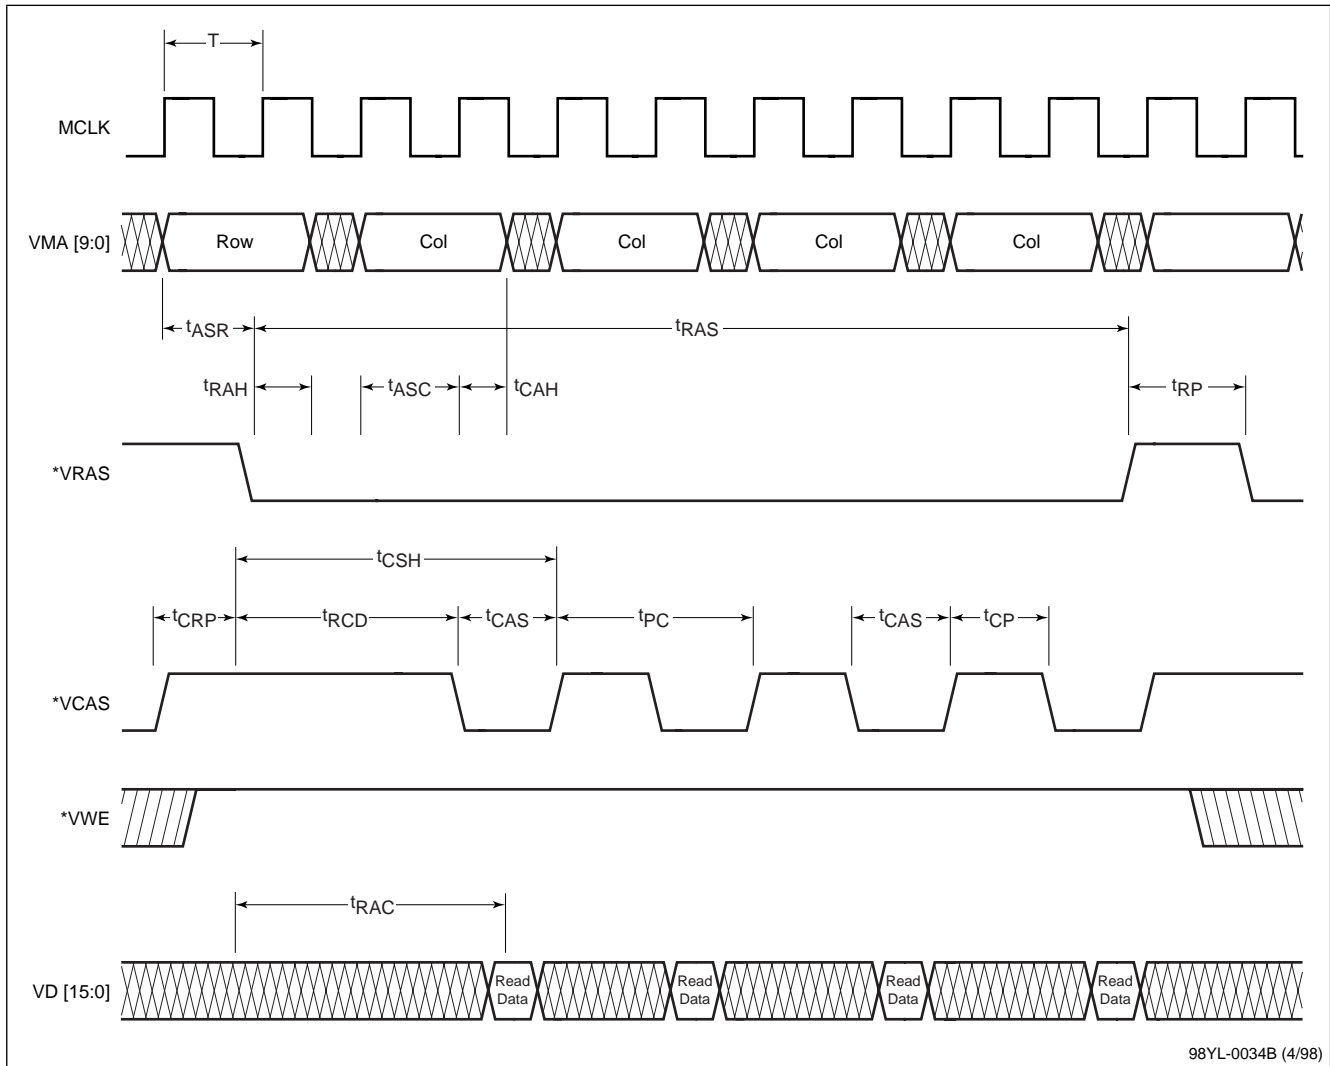 T
MCLK
VMA [9:0]
Row
Col
Col
Col
Col
tASR
tRAS
tRAH
tASC
tCAH
tRP
*VRAS
tCSH
tCRP
tRCD
tCAS
tPC
tCAS
tCP
*VCAS
*VWE
tRAC
VD [15:0]
Read
Data
Read
Data
Read
Data
Read
Data
98YL-0034B (4/98)